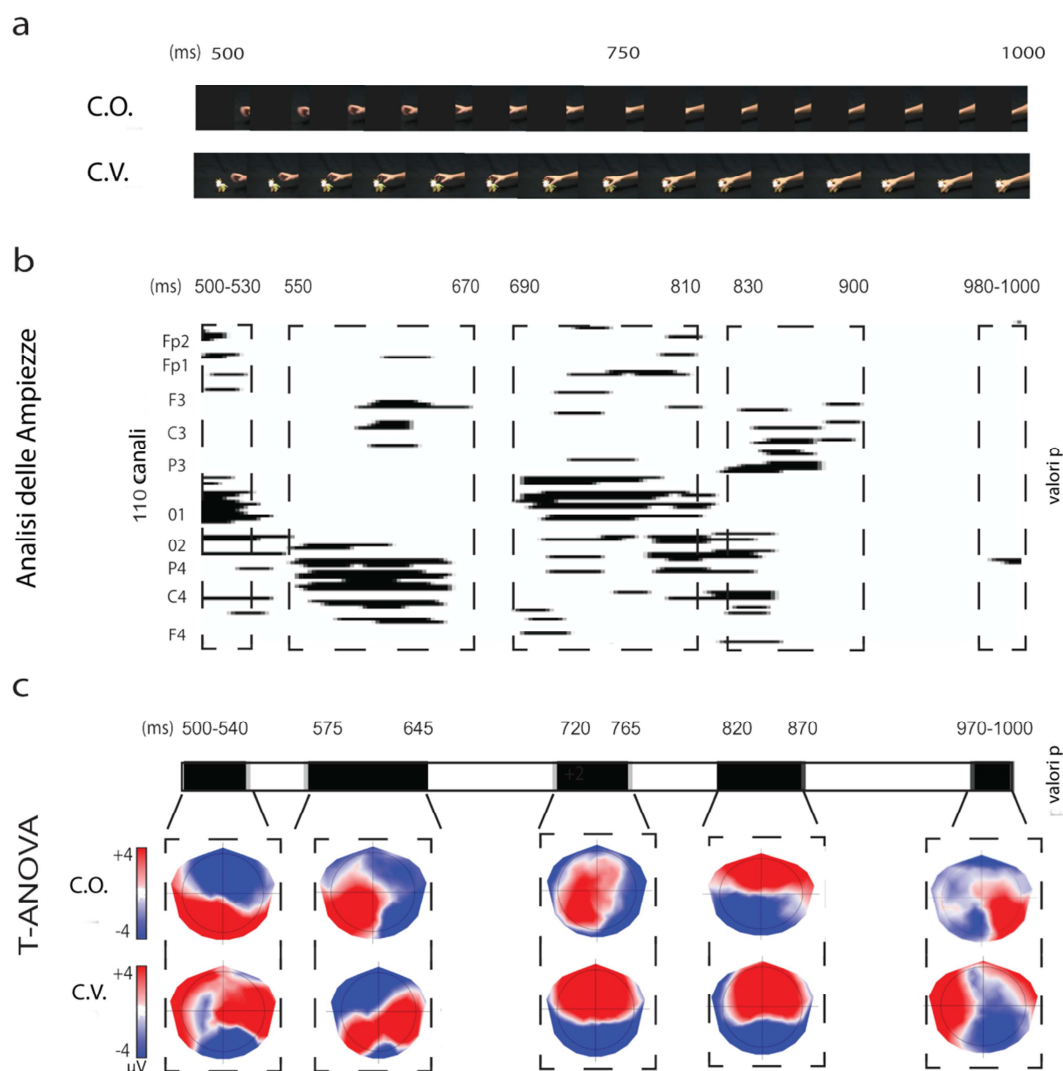 a
(ms) 500 750 1000
C.O.
C.V.
b
(ms) 500-530 550 670 690 810 830 900 980-1000
Analisi delle Ampiezze
110 canali
Fp2
Fp1
F3
C3
P3
01
02
P4
C4
F4
valori p
c
(ms) 500-540 575 645 720 765 820 870 970-1000
+2
valori p
T-ANOVA
+4
C.O.
-4
+4
C.V.
-4
µV